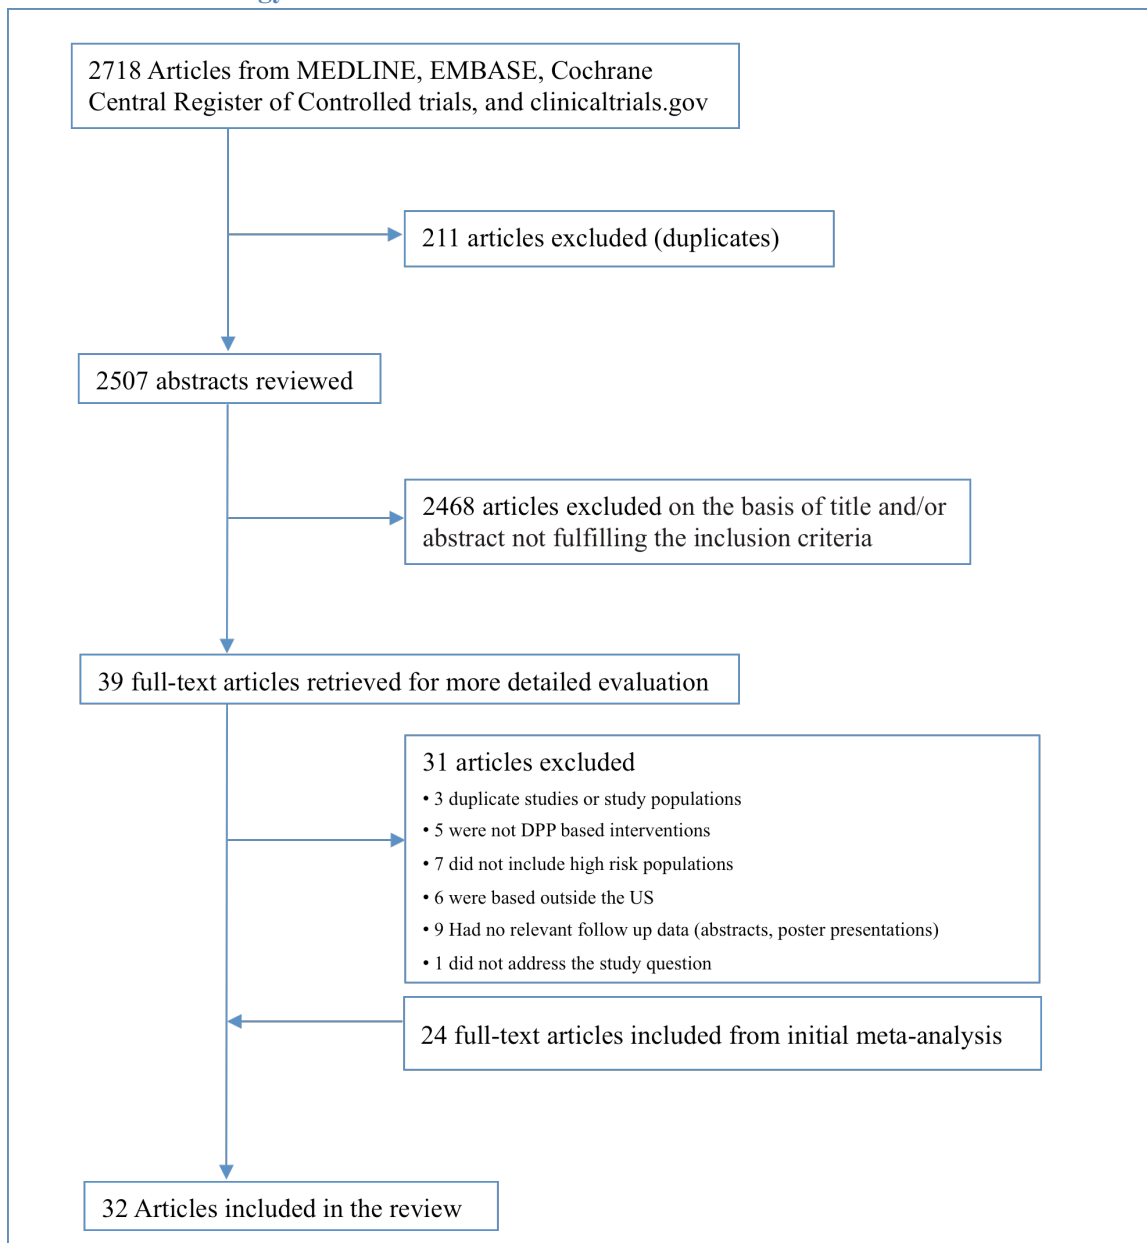 2718 Articles from MEDLINE, EMBASE, Cochrane
Central Register of Controlled trials, and clinicaltrials.gov
211 articles excluded (duplicates)
2507 abstracts reviewed
2468 articles excluded on the basis of title and/or
abstract not fulfilling the inclusion criteria
39 full-text articles retrieved for more detailed evaluation
31 articles excluded
• 3 duplicate studies or study populations
• 5 were not DPP based interventions
• 7 did not include high risk populations
• 6 were based outside the US
• 9 Had no relevant follow up data (abstracts, poster presentations)
• 1 did not address the study question
24 full-text articles included from initial meta-analysis
32 Articles included in the review